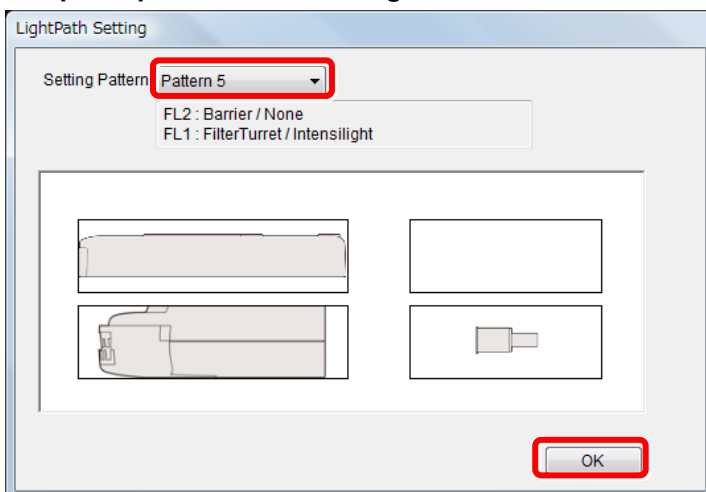 LightPath Setting
Setting Pattern Pattern 5
FL2 : Barrier / None
FL1 : FilterTurret / Intensilight
OK